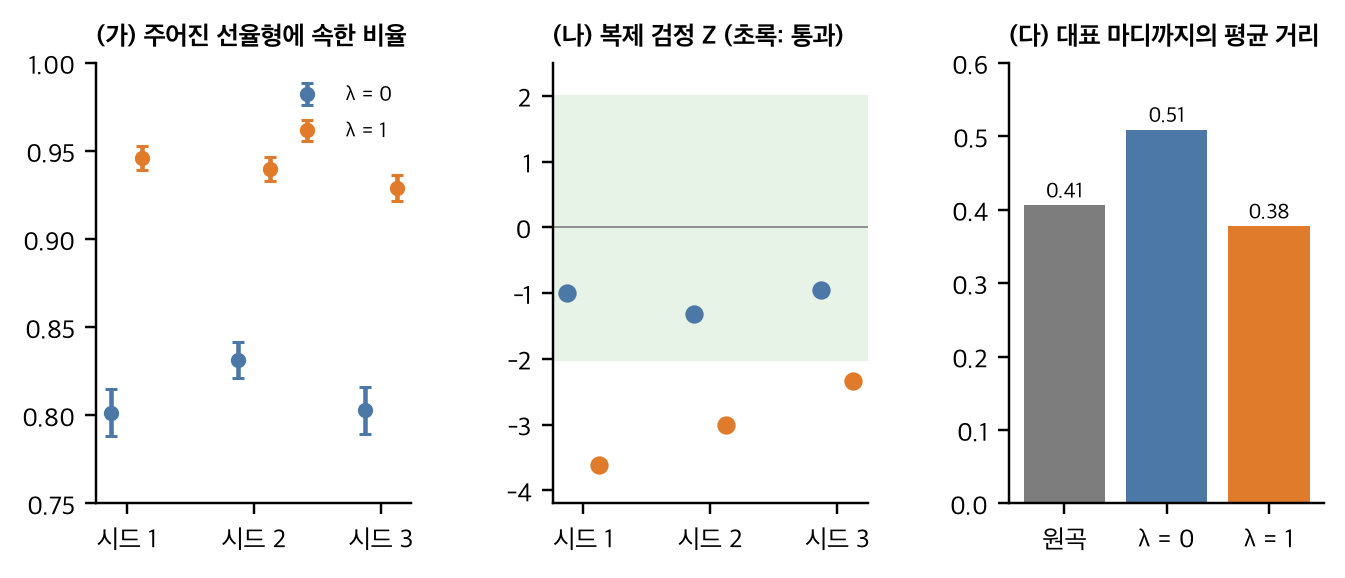 (가) 주어진 선율형에 속한 비율
1.00
0.95
0.90
0.85
0.80
0.75
λ = 0
λ = 1
시드 1
시드 2
시드 3
(나) 복제 검정 Z (초록: 통과)
2
1
0
−1
−2
−3
−4
시드 1
시드 2
시드 3
(다) 대표 마디까지의 평균 거리
0.6
0.5
0.4
0.3
0.2
0.1
0.0
0.41
0.51
0.38
원곡
λ = 0
λ = 1